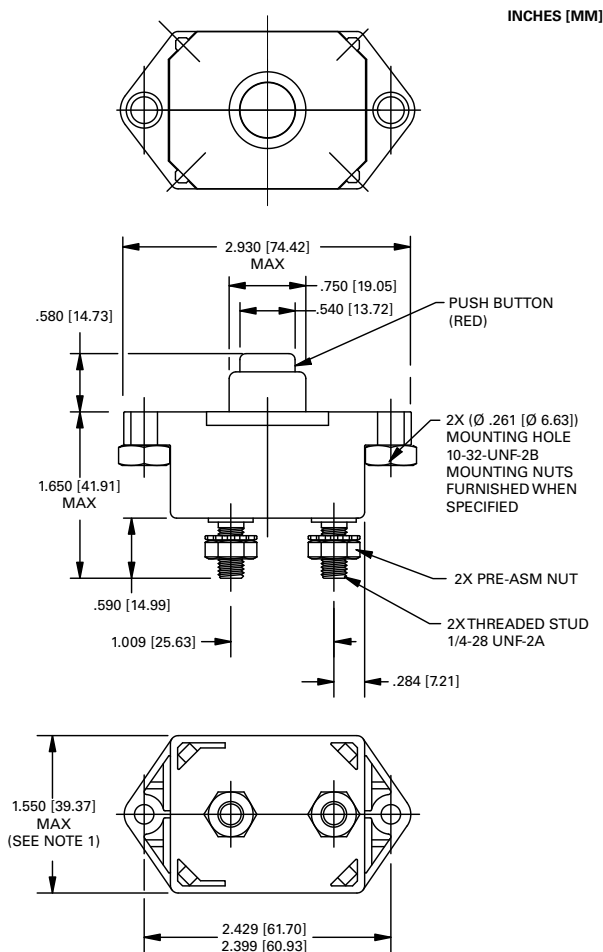 INCHES [MM]
2.930 [74.42]
MAX
.750 [19.05]
.580 [14.73]
.540 [13.72]
PUSH BUTTON
(RED)
2X (Ø .261 [Ø 6.63])
MOUNTING HOLE
10-32-UNF-2B
MOUNTING NUTS
FURNISHED WHEN
SPECIFIED
1.650 [41.91]
MAX
2X PRE-ASM NUT
.590 [14.99]
2X THREADED STUD
1/4-28 UNF-2A
1.009 [25.63]
.284 [7.21]
1.550 [39.37]
MAX
(SEE NOTE 1)
2.429 [61.70]
2.399 [60.93]